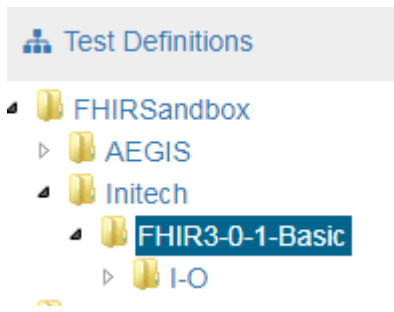 Test Definitions
FHIRSandbox
AEGIS
Initech
FHIR3-0-1-Basic
I-O